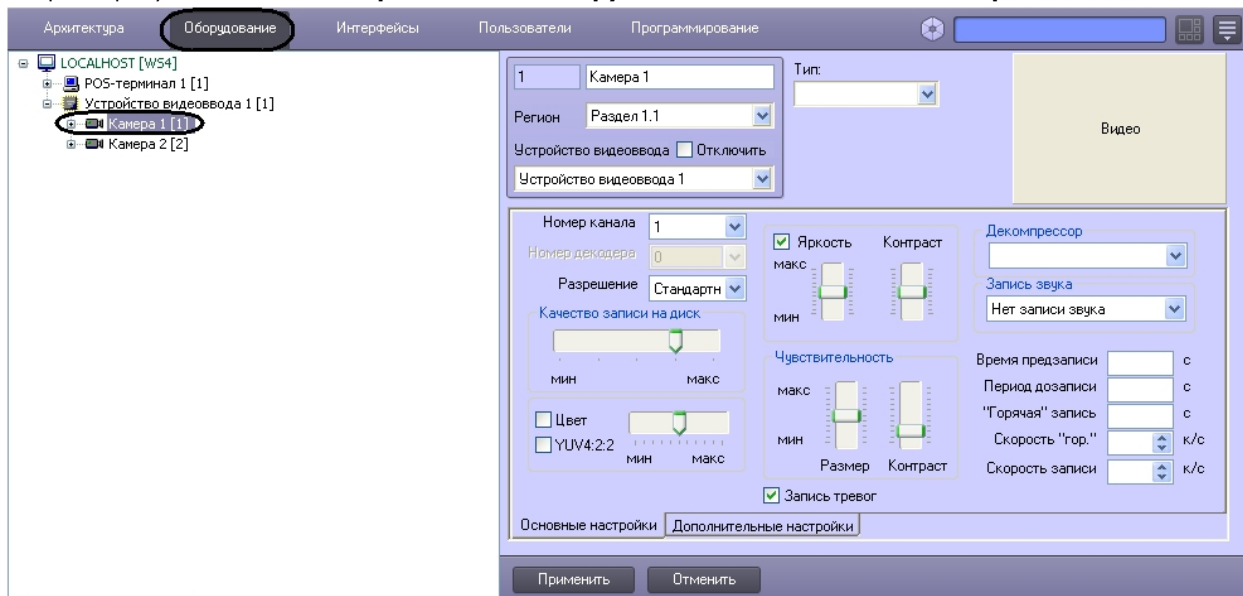 Архитектура Оборудование Интерфейсы Пользователи Программирование
LOCALHOST [WS4]
POS-терминал 1 [1]
Устройство видеоввода 1 [1]
Камера 1 [1]
Камера 2 [2]
1 Камера 1
Тип:
Регион Раздел 1.1
Устройство видеоввода Отключить
Устройство видеоввода 1
Видео
Номер канала 1
Номер декодера 0
Разрешение Стандартн
Качество записи на диск
мин макс
Цвет
YUV4:2:2
мин макс
Яркость Контраст
макс
мин
Чувствительность
макс
мин
Размер Контраст
Запись тревог
Декомпрессор
Запись звука
Нет записи звука
Время предзаписи с
Период дозаписи с
"Горячая" запись с
Скорость "гор." к/с
Скорость записи к/с
Основные настройки Дополнительные настройки
Применить Отменить